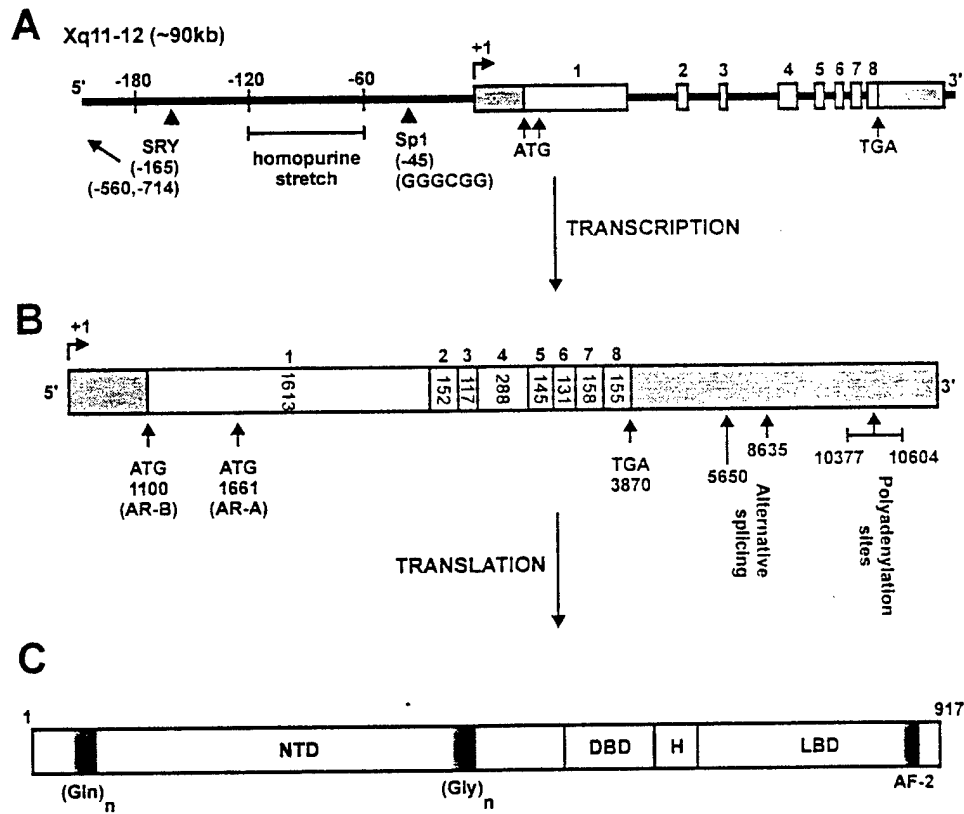 A
Xq11-12 (~90kb)
+1
5' -180 -120 -60 1 2 3 4 5 6 7 8 3'
SRY
(-165)
(-560,-714)
homopurine
stretch
Sp1
(-45)
(GGGCGG)
ATG
TGA
TRANSCRIPTION
B
+1
1 2 3 4 5 6 7 8
5' 1613 152 117 288 145 131 158 155 3'
ATG
1100
(AR-B)
ATG
1661
(AR-A)
TGA
3870
5650
8635
Alternative
splicing
10377 10604
Polyadenylation
sites
TRANSLATION
C
1 917
NTD DBD H LBD
(Gln)n
(Gly)n
AF-2